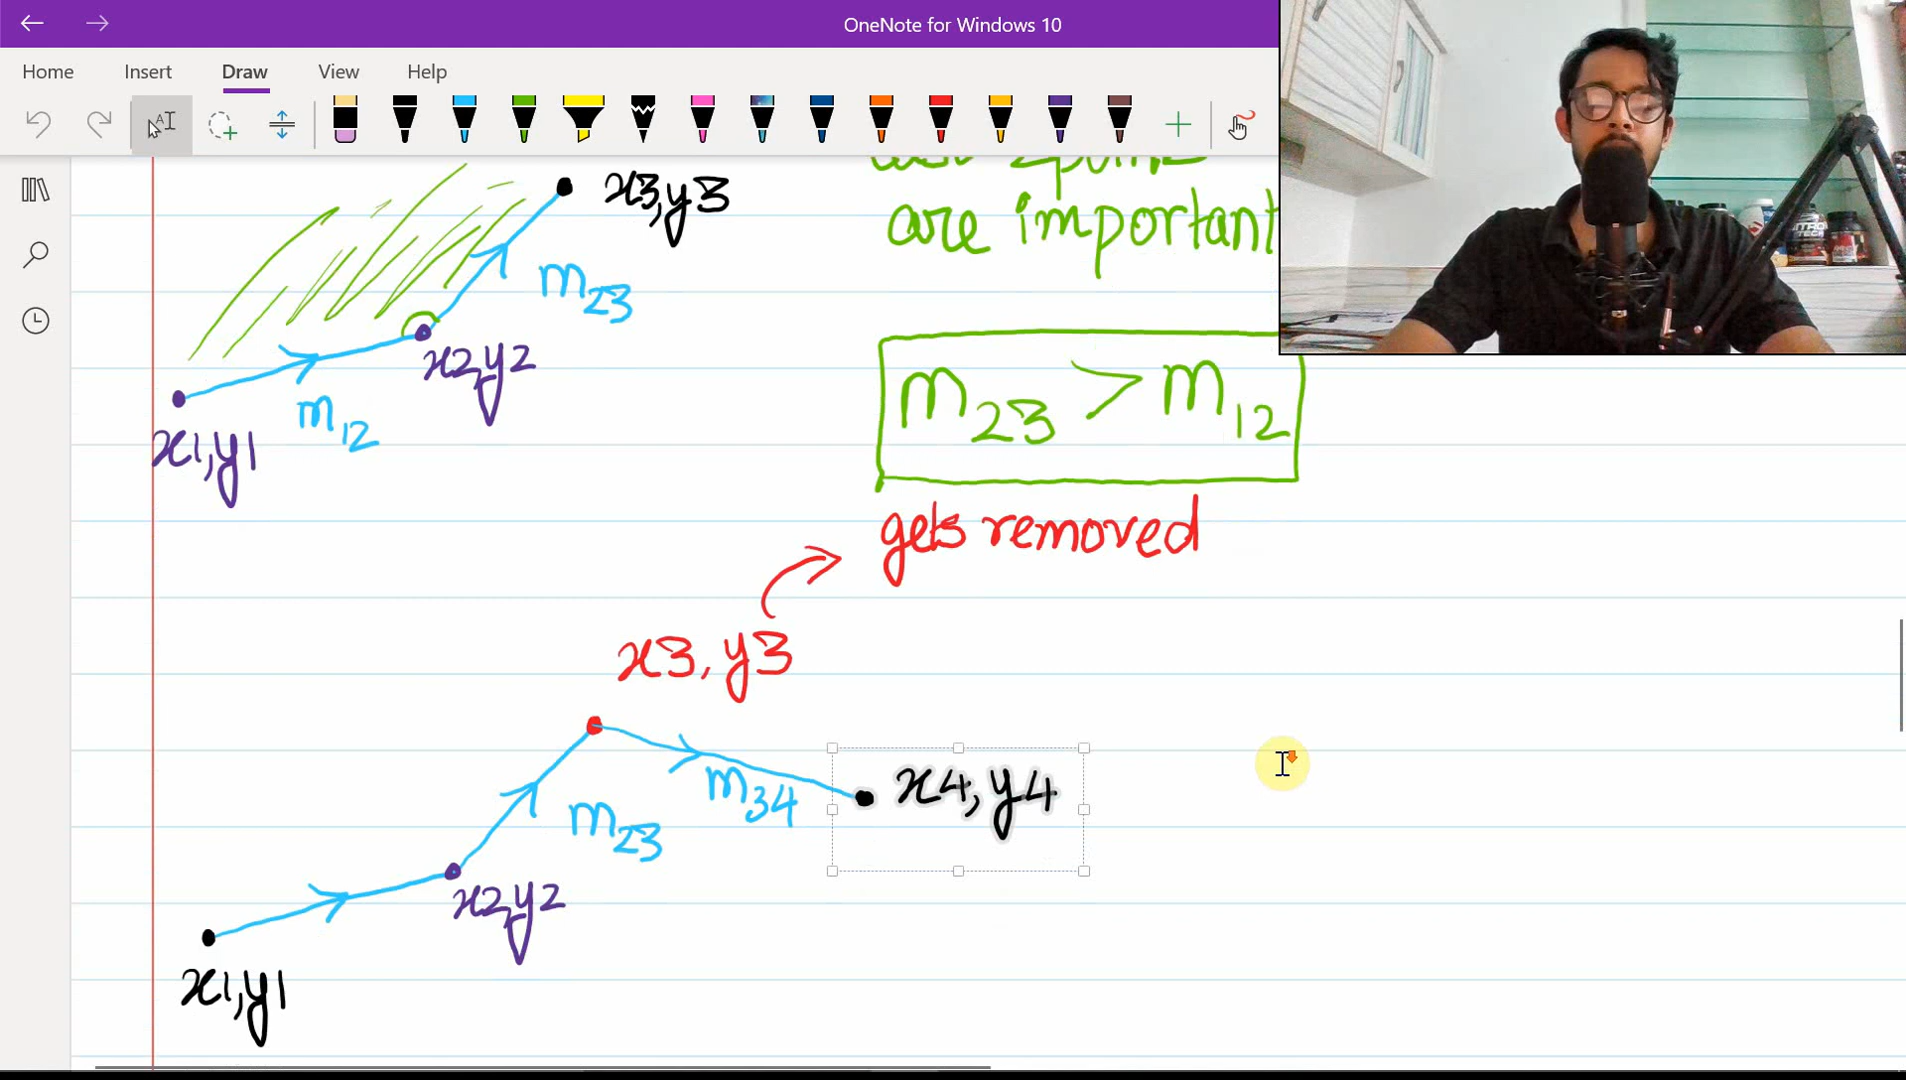 OneNote for Windows 10
Home Insert Draw View Help
x3,y3
are important
m23
x2,y2
m12
x1,y1
m23 > m12
gets removed
x3, y3
x4, y4
m34
m23
x2,y2
x1,y1